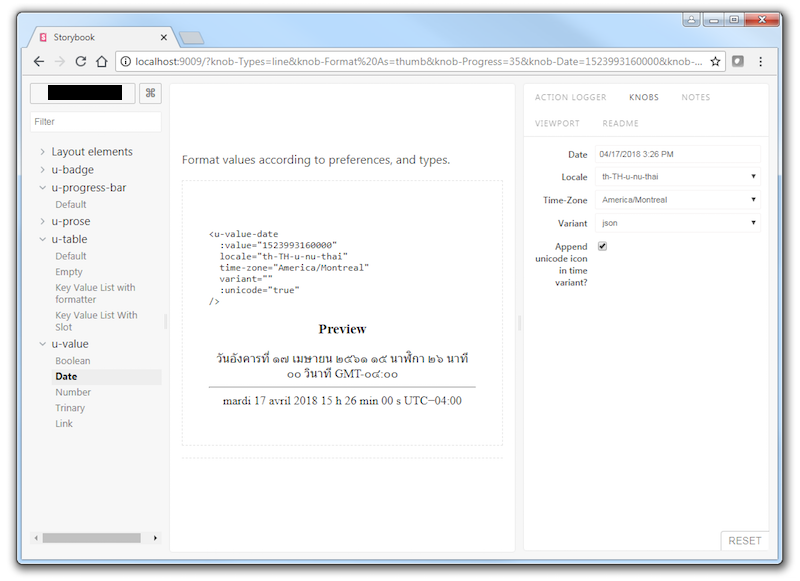 Storybook
localhost:9009/?knob-Types=line&knob-Format%20As=thumb&knob-Progress=35&knob-Date=1523993160000&knob-...
⌘
Filter
Layout elements
u-badge
u-progress-bar
Default
u-prose
u-table
Default
Empty
Key Value List with
formatter
Key Value List With
Slot
u-value
Boolean
Date
Number
Trinary
Link
Format values according to preferences, and types.
<u-value-date
:value="1523993160000"
locale="th-TH-u-nu-thai"
time-zone="America/Montreal"
variant=""
:unicode="true"
/>
Preview
วันอังคารที่ ๑๗ เมษายน ๒๕๖๑ ๑๕ นาฬิกา ๒๖ นาที
๐๐ วินาที GMT-๐๔:๐๐
mardi 17 avril 2018 15 h 26 min 00 s UTC−04:00
ACTION LOGGER KNOBS NOTES
VIEWPORT README
Date 04/17/2018 3:26 PM
Locale th-TH-u-nu-thai
Time-Zone America/Montreal
Variant json
Append
unicode icon
in time
variant?
RESET